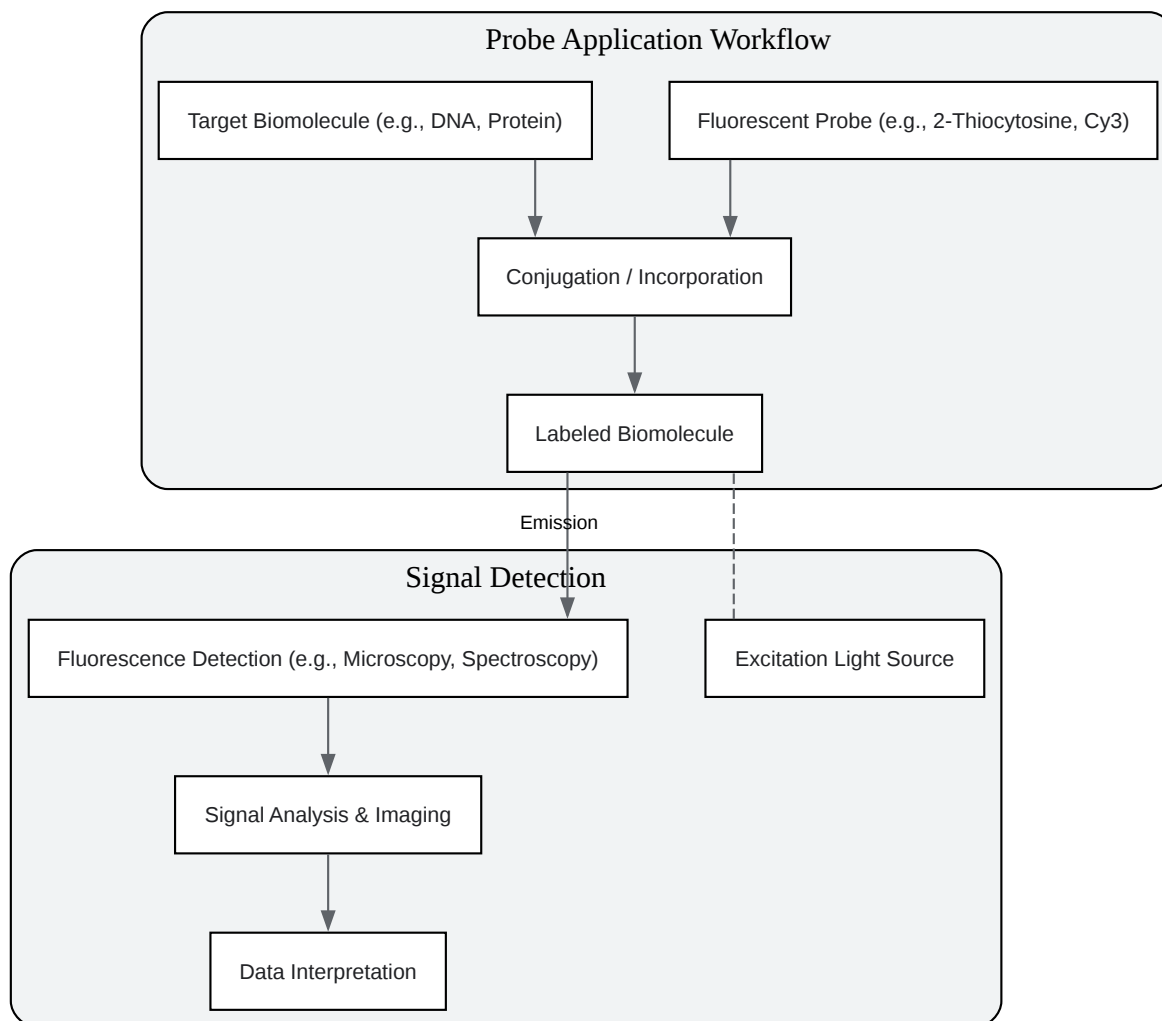 Probe Application Workflow
Target Biomolecule (e.g., DNA, Protein)
Fluorescent Probe (e.g., 2-Thiocytosine, Cy3)
Conjugation / Incorporation
Labeled Biomolecule
Emission
Signal Detection
Fluorescence Detection (e.g., Microscopy, Spectroscopy)
Excitation Light Source
Signal Analysis & Imaging
Data Interpretation